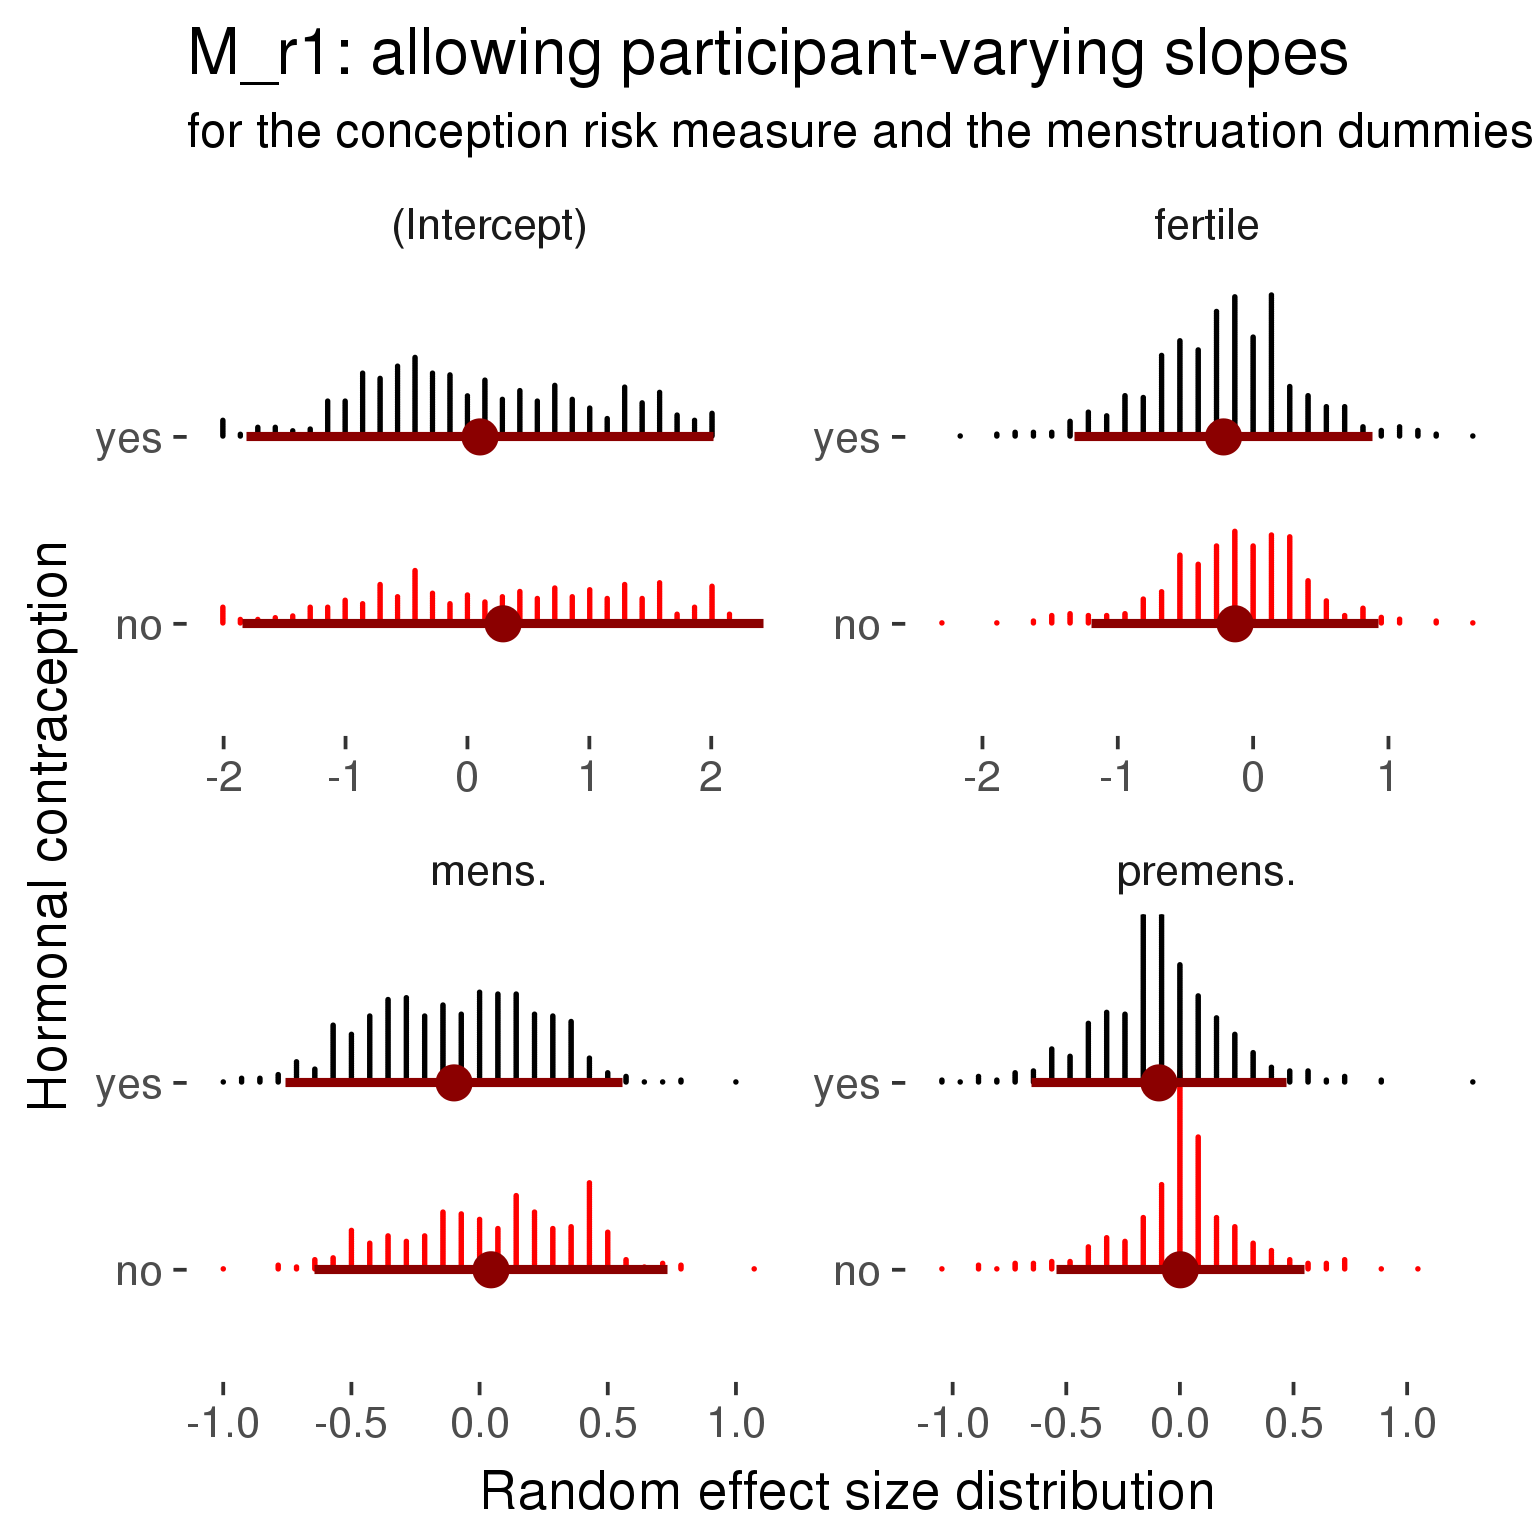 M_r1: allowing participant-varying slopes
for the conception risk measure and the menstruation dummies
(Intercept)
fertile
yes
yes
no
no
-2 -1 0 1 2
-2 -1 0 1
mens.
premens.
yes
yes
no
no
-1.0 -0.5 0.0 0.5 1.0
-1.0 -0.5 0.0 0.5 1.0
Hormonal contraception
Random effect size distribution